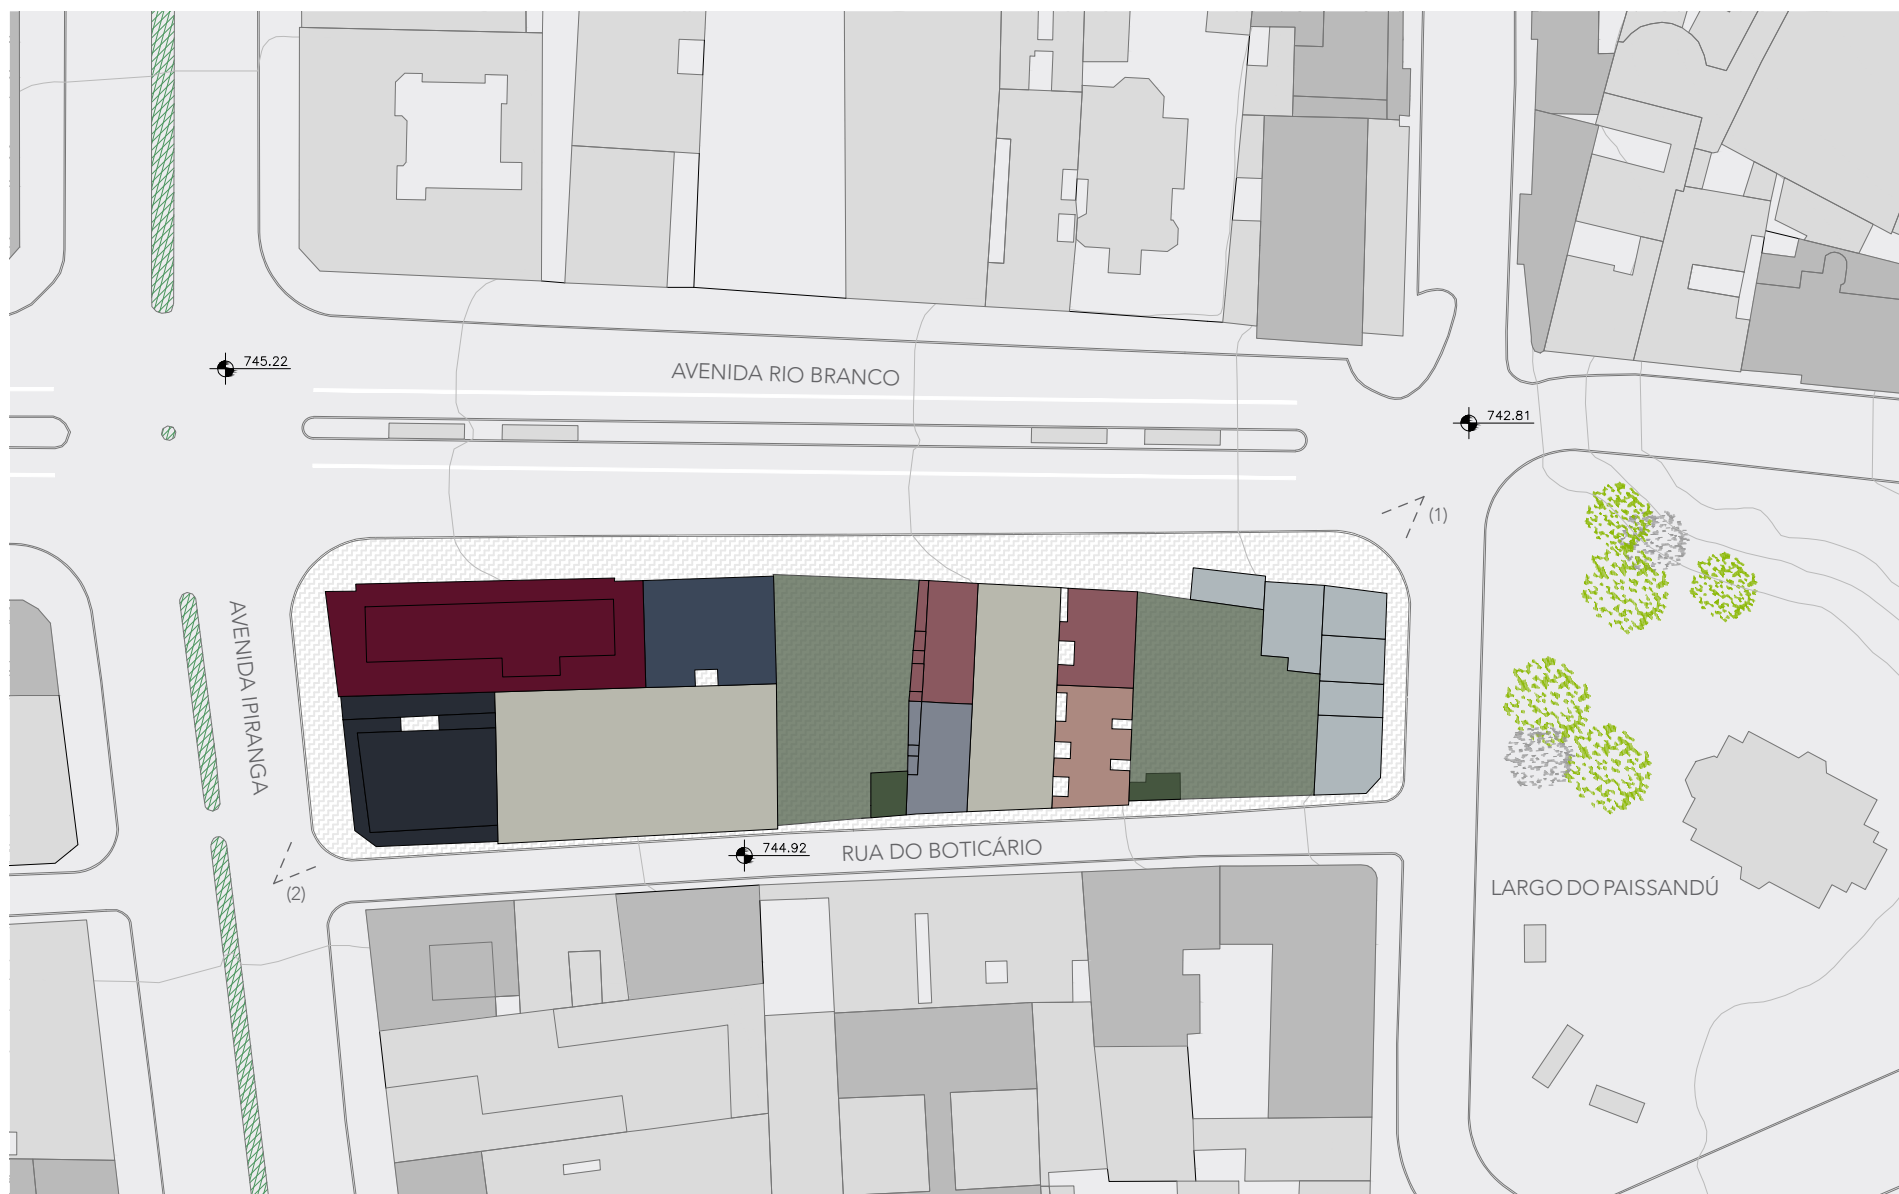 745.22
AVENIDA RIO BRANCO
742.81
(1)
AVENIDA IPIRANGA
744.92
RUA DO BOTICÁRIO
(2)
LARGO DO PAISSANDÚ